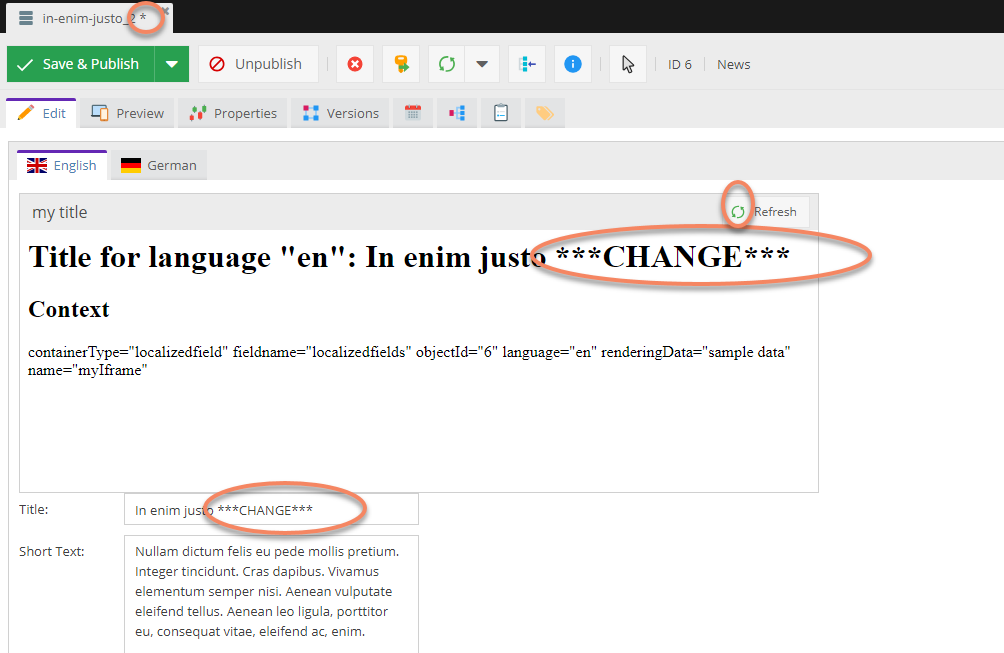 in-enim-justo_2 *
Save & Publish
Unpublish
ID 6
News
Edit
Preview
Properties
Versions
English
German
my title
Refresh
Title for language "en": In enim justo ***CHANGE***
Context
containerType="localizedfield" fieldname="localizedfields" objectId="6" language="en" renderingData="sample data"
name="myIframe"
Title:
In enim justo ***CHANGE***
Short Text:
Nullam dictum felis eu pede mollis pretium.
Integer tincidunt. Cras dapibus. Vivamus
elementum semper nisi. Aenean vulputate
eleifend tellus. Aenean leo ligula, porttitor
eu, consequat vitae, eleifend ac, enim.